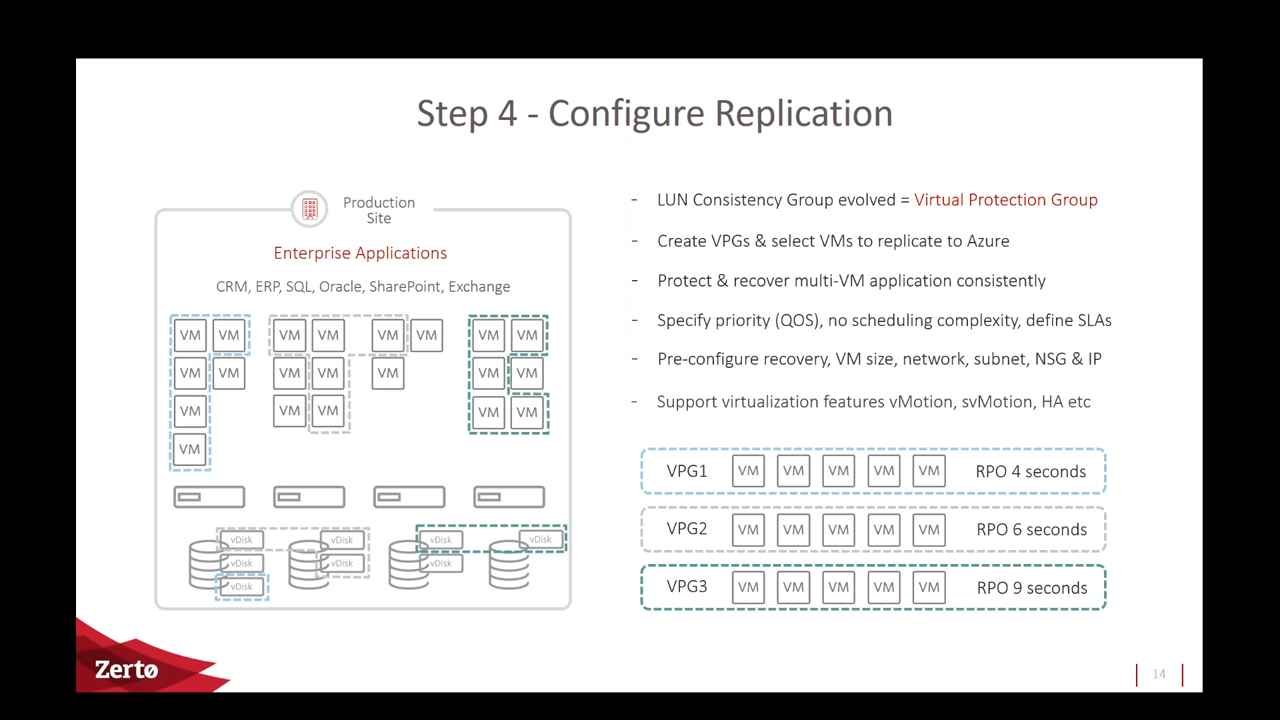 Step 4 - Configure Replication
Production
Site
Enterprise Applications
CRM, ERP, SQL, Oracle, SharePoint, Exchange
VM VM VM VM VM VM VM VM
VM VM VM VM VM VM VM
VM VM VM VM VM
VM
vDisk vDisk vDisk vDisk
vDisk vDisk vDisk
vDisk
- LUN Consistency Group evolved = Virtual Protection Group
- Create VPGs & select VMs to replicate to Azure
- Protect & recover multi-VM application consistently
- Specify priority (QOS), no scheduling complexity, define SLAs
- Pre-configure recovery, VM size, network, subnet, NSG & IP
- Support virtualization features vMotion, svMotion, HA etc
VPG1 VM VM VM VM VM RPO 4 seconds
VPG2 VM VM VM VM VM RPO 6 seconds
VPG3 VM VM VM VM VM RPO 9 seconds
Zerto
14